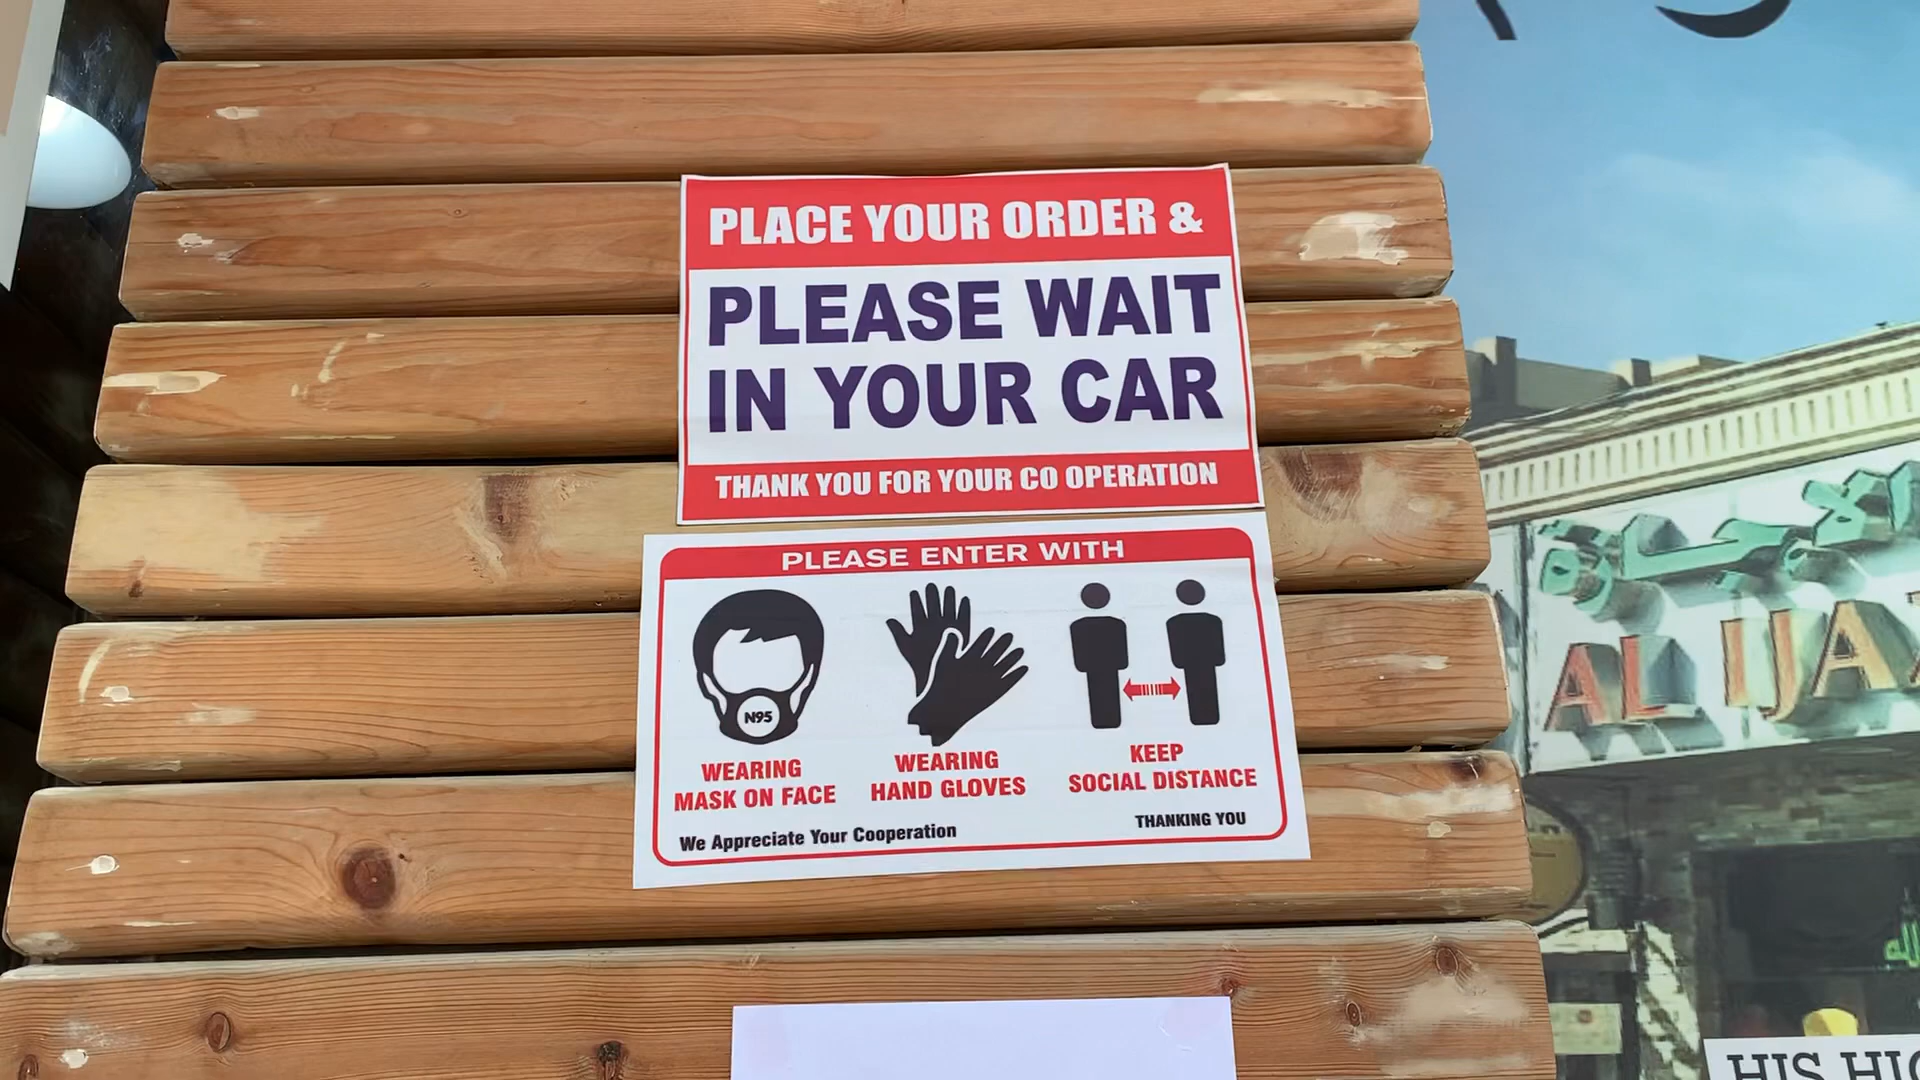 PLACE YOUR ORDER &
PLEASE WAIT
IN YOUR CAR
THANK YOU FOR YOUR CO OPERATION
PLEASE ENTER WITH
N95
WEARING
MASK ON FACE
WEARING
HAND GLOVES
KEEP
SOCIAL DISTANCE
We Appreciate Your Cooperation
THANKING YOU
AL IJA
HIS